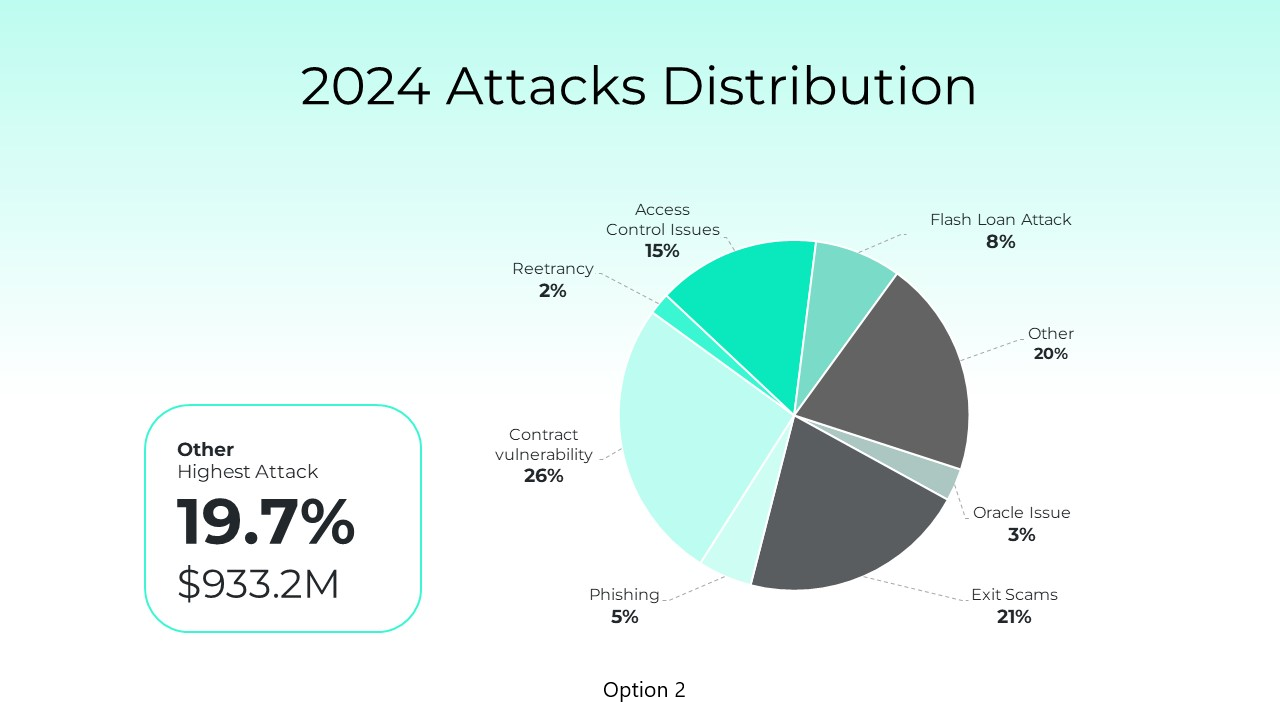 2024 Attacks Distribution
Access
Control Issues
15%
Flash Loan Attack
8%
Reetrancy
2%
Other
20%
Contract
vulnerability
26%
Oracle Issue
3%
Phishing
5%
Exit Scams
21%
Other
Highest Attack
19.7%
$933.2M
Option 2